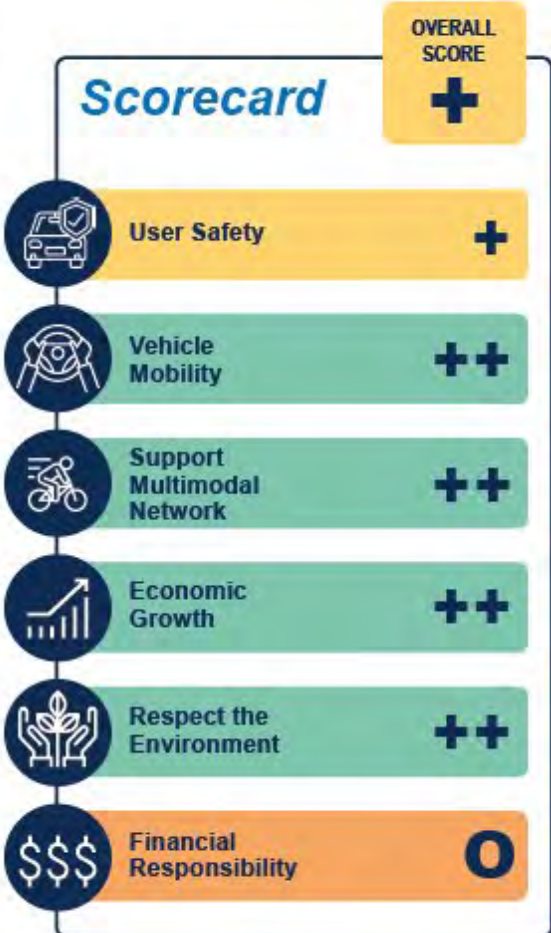 OVERALL
SCORE
+
Scorecard
User Safety
+
Vehicle
Mobility
++
Support
Multimodal
Network
++
Economic
Growth
++
Respect the
Environment
++
$$$
Financial
Responsibility
O